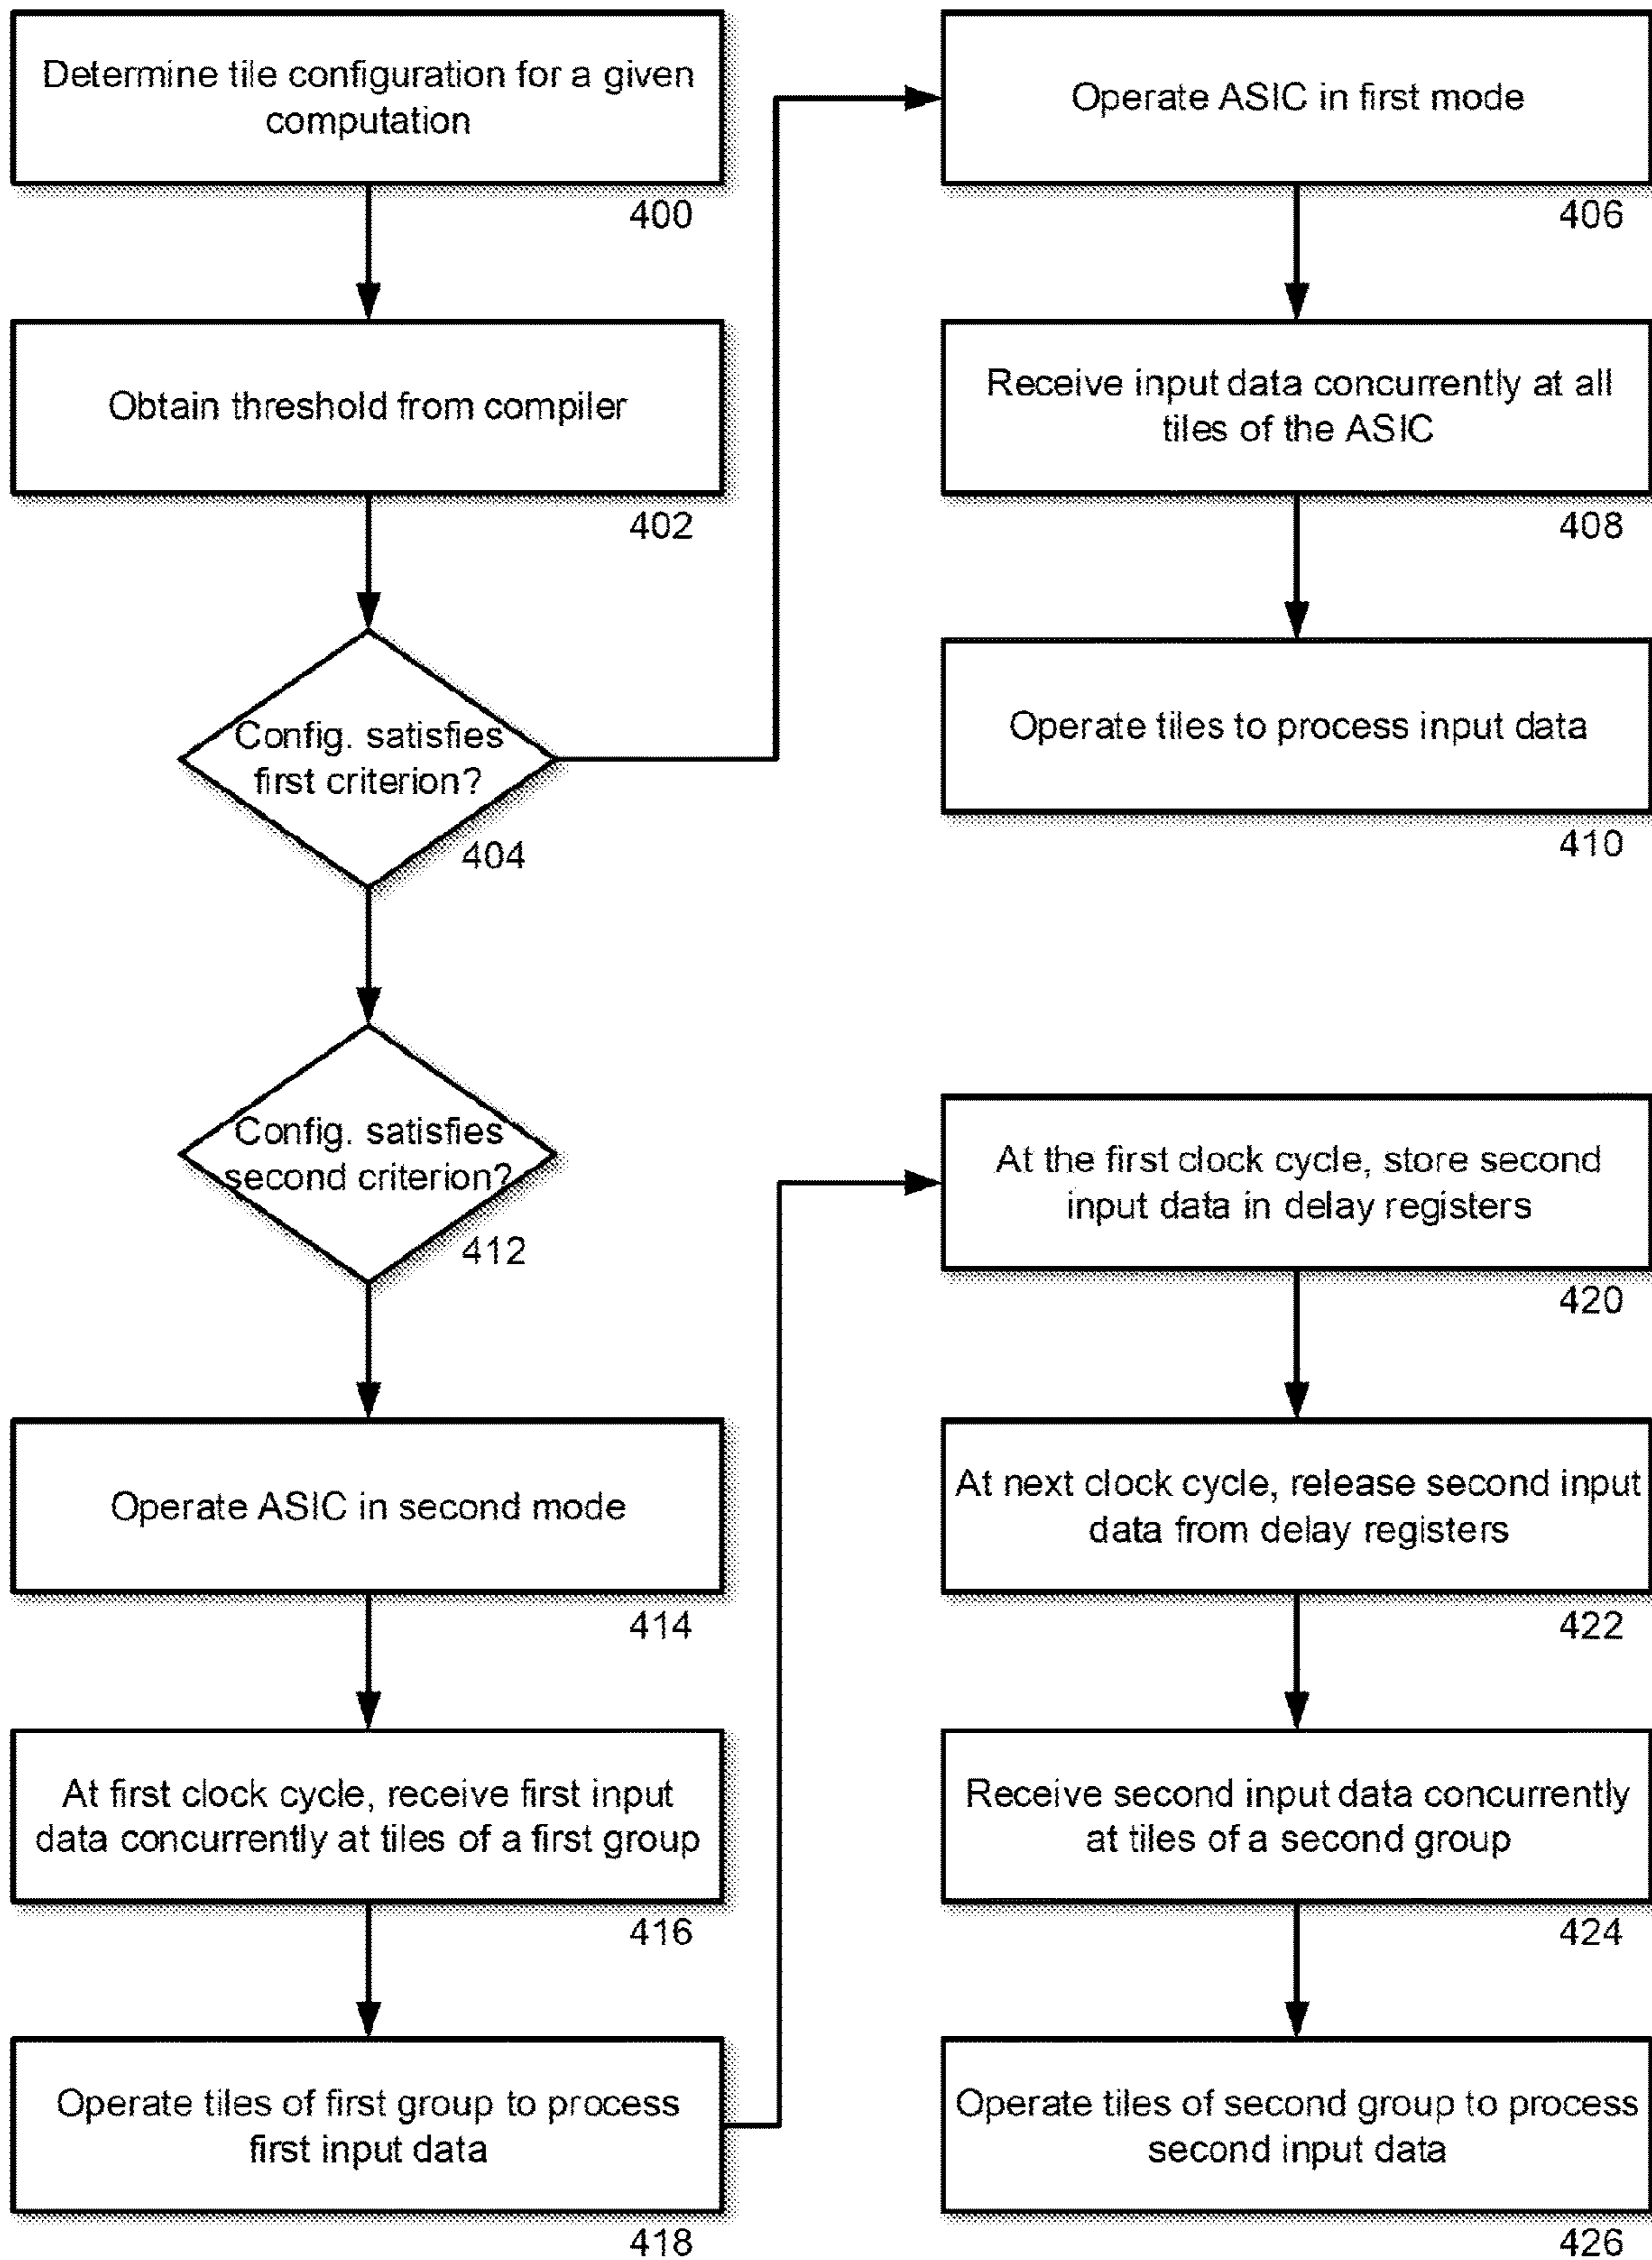 Determine tile configuration for a given
computation
400
Obtain threshold from compiler
402
Config. satisfies
first criterion?
404
Operate ASIC in first mode
406
Receive input data concurrently at all
tiles of the ASIC
408
Operate tiles to process input data
410
Config. satisfies
second criterion?
412
Operate ASIC in second mode
414
At first clock cycle, receive first input
data concurrently at tiles of a first group
416
Operate tiles of first group to process
first input data
418
At the first clock cycle, store second
input data in delay registers
420
At next clock cycle, release second input
data from delay registers
422
Receive second input data concurrently
at tiles of a second group
424
Operate tiles of second group to process
second input data
426